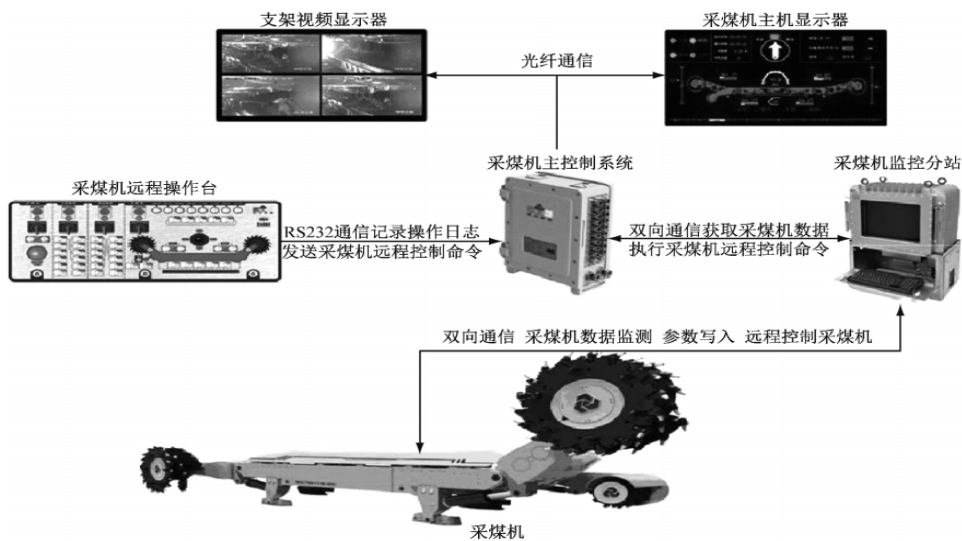 支架视频显示器
采煤机主机显示器
光纤通信
采煤机主控制系统
采煤机监控分站
采煤机远程操作台
RS232通信记录操作日志
发送采煤机远程控制命令
双向通信获取采煤机数据
执行采煤机远程控制命令
双向通信 采煤机数据监测 参数写入 远程控制采煤机
采煤机